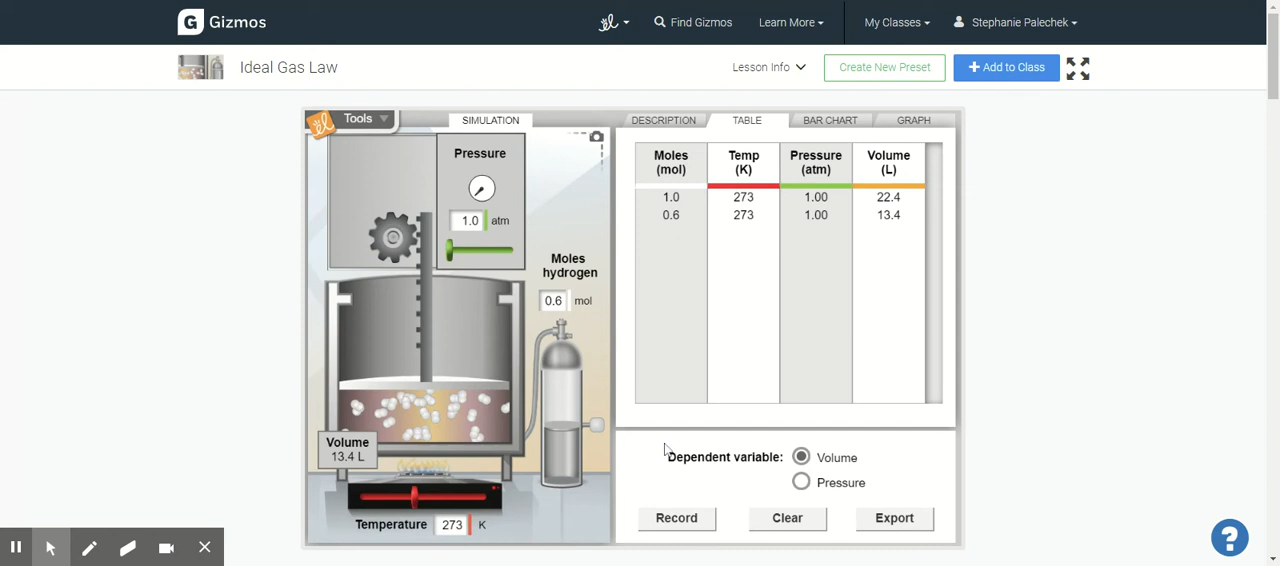 G Gizmos
Find Gizmos
Learn More
My Classes
Stephanie Palechek
Ideal Gas Law
Lesson Info
Create New Preset
+ Add to Class
Tools
SIMULATION
DESCRIPTION TABLE BAR CHART GRAPH
Pressure
1.0 atm
Moles
hydrogen
0.6 mol
Volume
13.4 L
Temperature 273 K
Moles (mol) Temp (K) Pressure (atm) Volume (L)
1.0 273 1.00 22.4
0.6 273 1.00 13.4
Dependent variable: Volume
Pressure
Record Clear Export
?